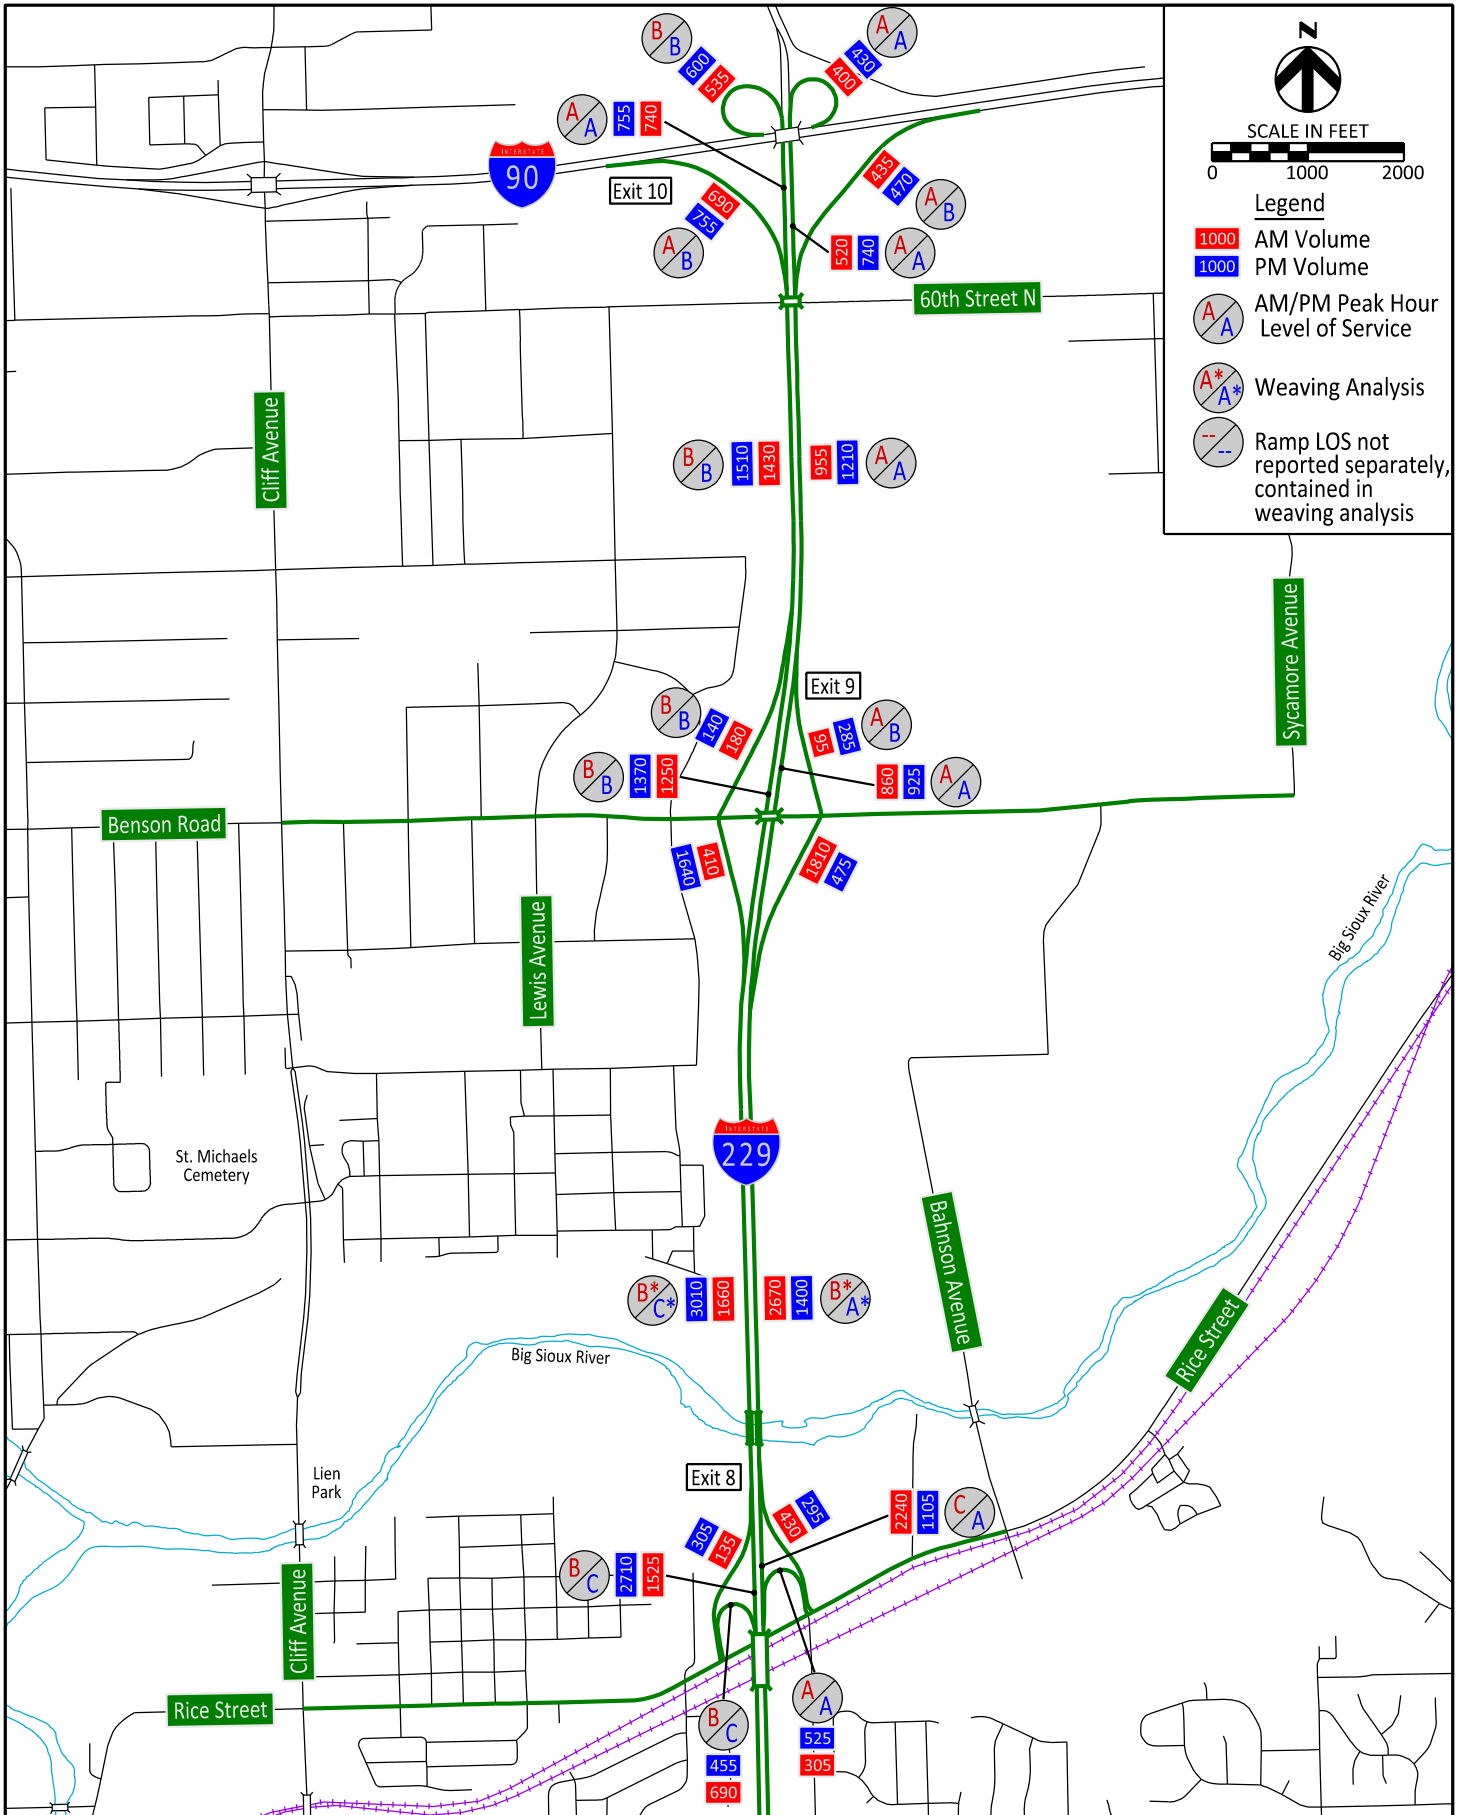 B
B
600
535
A
A
430
400
A
A
755
740
INTERSTATE
90
Exit 10
690
755
A
B
435
470
A
B
520
740
A
A
60th Street N
N
SCALE IN FEET
0 1000 2000
Legend
1000 AM Volume
1000 PM Volume
A
A
AM/PM Peak Hour
Level of Service
A*
A*
Weaving Analysis
--
--
Ramp LOS not
reported separately,
contained in
weaving analysis
Cliff Avenue
B
B
1510
1430
955
1210
A
A
Sycamore Avenue
Exit 9
B
B
140
180
95
285
A
B
B
B
1370
1250
860
925
A
A
Benson Road
1640
410
1810
475
Lewis Avenue
Big Sioux River
INTERSTATE
229
St. Michaels
Cemetery
Bahnson Avenue
B*
C*
3010
1660
2670
1400
B*
A*
Rice Street
Big Sioux River
Exit 8
Lien
Park
305
135
430
295
2240
1105
C
A
B
C
2710
1525
Cliff Avenue
Rice Street
B
C
455
690
A
A
525
305